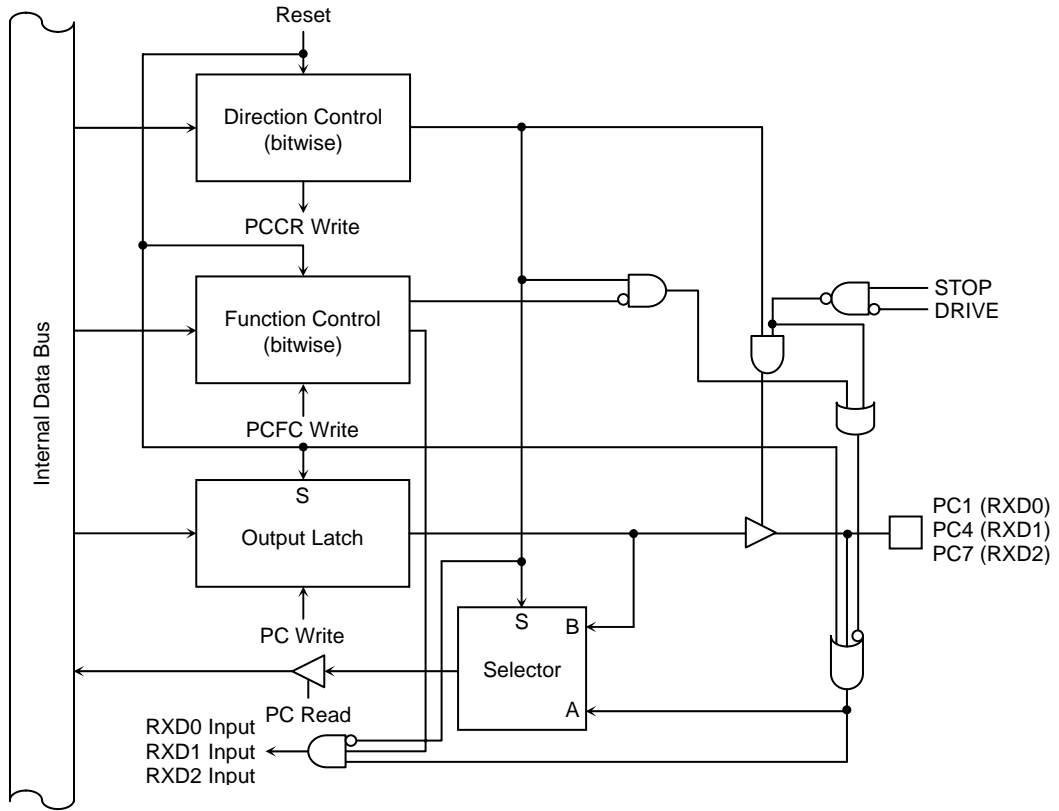 Reset
Internal Data Bus
Direction Control
(bitwise)
PCCR Write
Function Control
(bitwise)
STOP
DRIVE
PCFC Write
S
Output Latch
PC1 (RXD0)
PC4 (RXD1)
PC7 (RXD2)
PC Write
S
B
Selector
A
PC Read
RXD0 Input
RXD1 Input
RXD2 Input